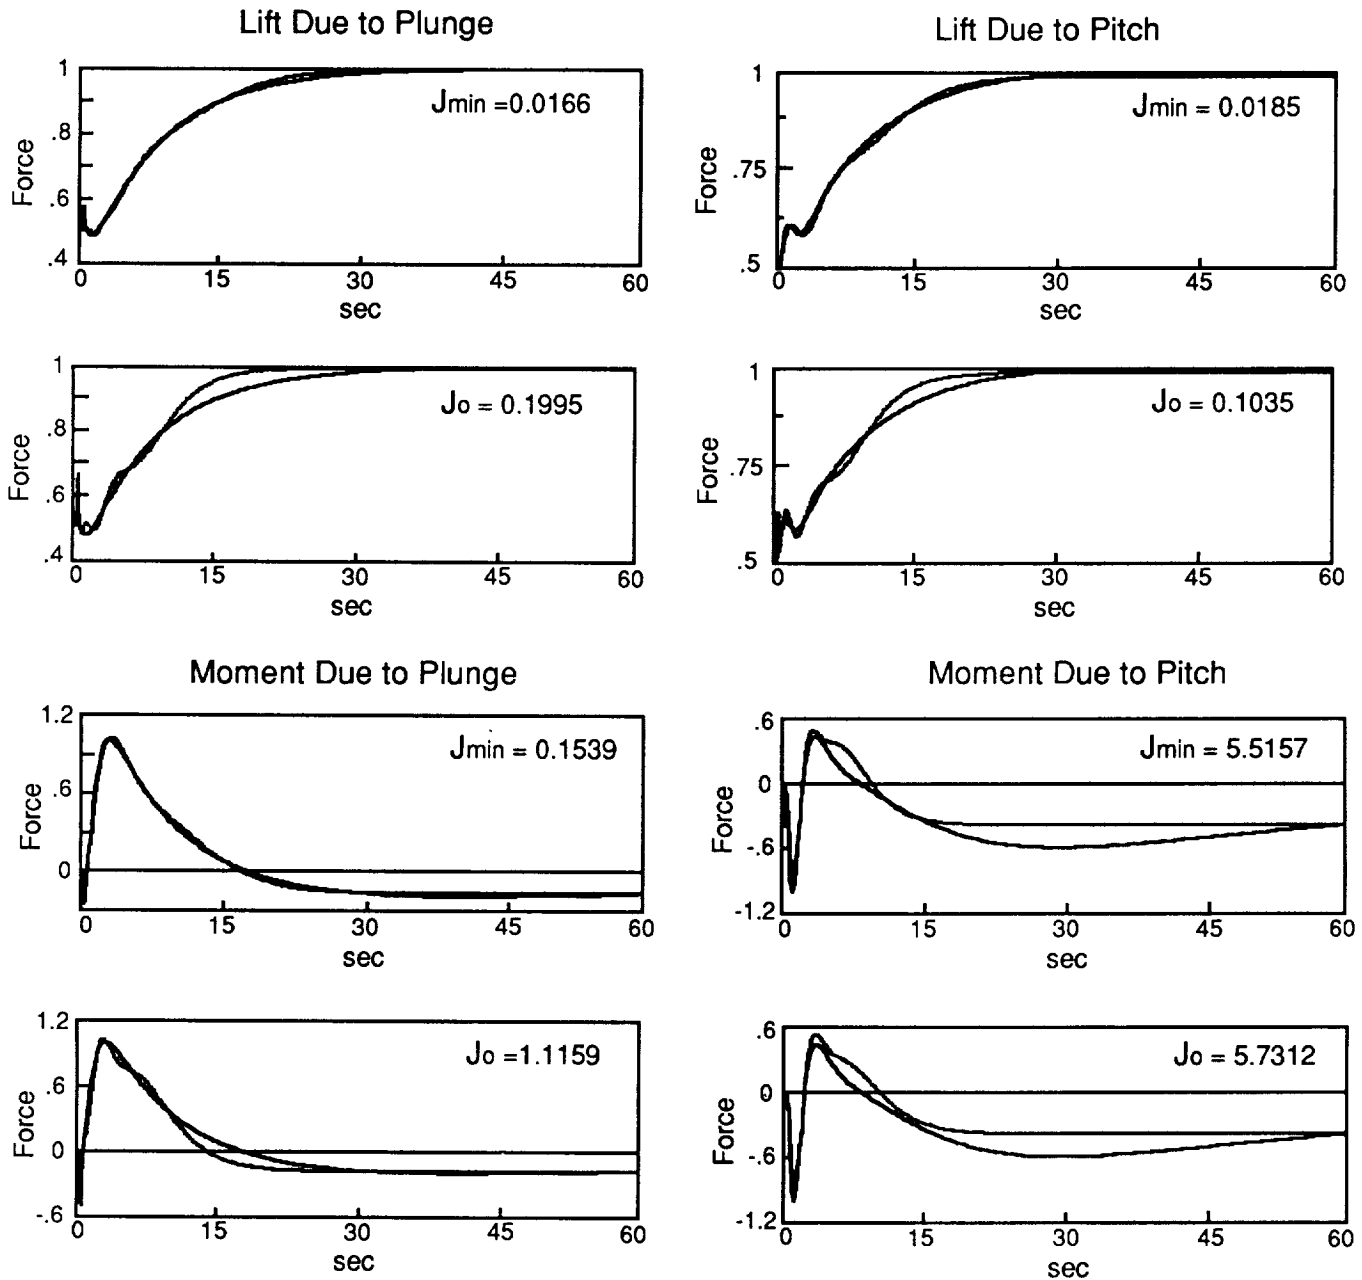 Lift Due to Plunge
1
.8
.6
.4
Force
Jmin =0.0166
0 15 30 45 60
sec
Lift Due to Pitch
1
.75
.5
Force
Jmin = 0.0185
0 15 30 45 60
sec
1
.8
.6
.4
Force
Jo = 0.1995
0 15 30 45 60
sec
1
.75
.5
Force
Jo = 0.1035
0 15 30 45 60
sec
Moment Due to Plunge
1.2
.6
0
Force
Jmin = 0.1539
0 15 30 45 60
sec
Moment Due to Pitch
.6
0
-.6
-1.2
Force
Jmin = 5.5157
0 15 30 45 60
sec
1.2
.6
0
-.6
Force
Jo =1.1159
0 15 30 45 60
sec
.6
0
-.6
-1.2
Force
Jo = 5.7312
0 15 30 45 60
sec